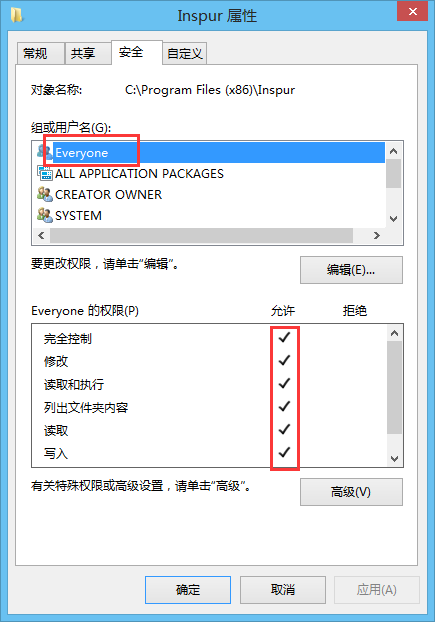 Inspur 属性
常规 共享 安全 自定义
对象名称: C:\Program Files (x86)\Inspur
组或用户名(G):
Everyone
ALL APPLICATION PACKAGES
CREATOR OWNER
SYSTEM
要更改权限，请单击“编辑”。
编辑(E)...
Everyone 的权限(P) 允许 拒绝
完全控制
修改
读取和执行
列出文件夹内容
读取
写入
有关特殊权限或高级设置，请单击“高级”。
高级(V)
确定 取消 应用(A)